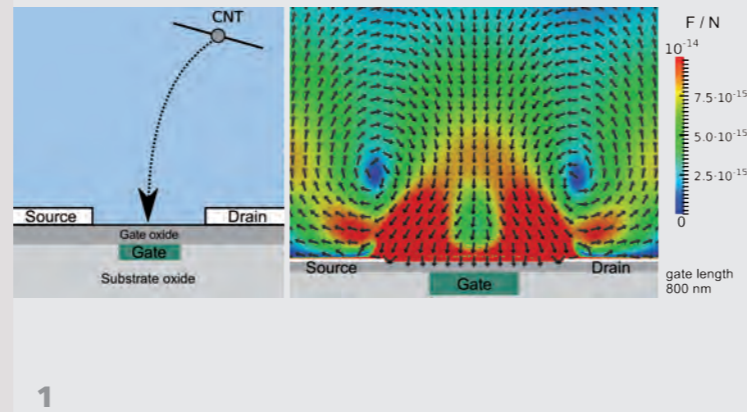 CNT
Source
Drain
Gate oxide
Gate
Substrate oxide
Source
Drain
Gate
F / N
10⁻¹⁴
7.5·10⁻¹⁵
5.0·10⁻¹⁵
2.5·10⁻¹⁵
0
gate length
800 nm
1